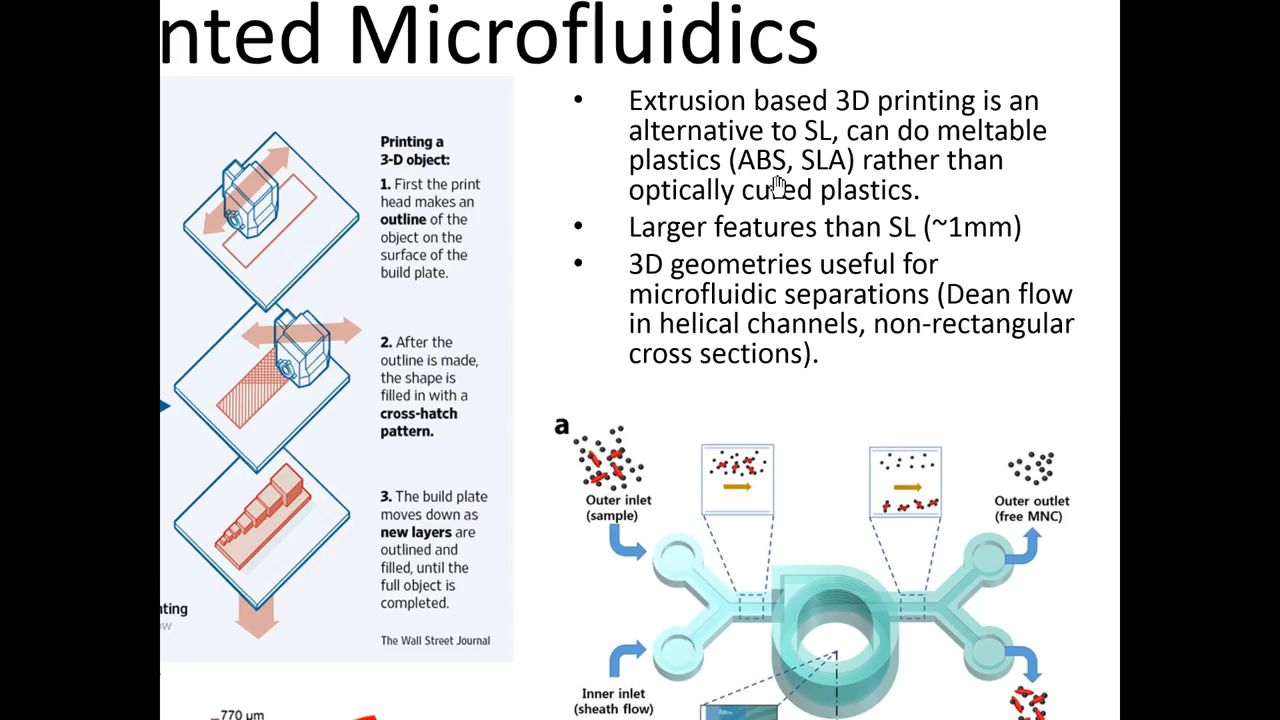 nted Microfluidics
Printing a
3-D object:
1. First the print
head makes an
outline of the
object on the
surface of the
build plate.
2. After the
outline is made,
the shape is
filled in with a
cross-hatch
pattern.
3. The build plate
moves down as
new layers are
outlined and
filled, until the
full object is
completed.
The Wall Street Journal
nting
ow
770 µm
• Extrusion based 3D printing is an
alternative to SL, can do meltable
plastics (ABS, SLA) rather than
optically cured plastics.
• Larger features than SL (~1mm)
• 3D geometries useful for
microfluidic separations (Dean flow
in helical channels, non-rectangular
cross sections).
a
Outer inlet
(sample)
Outer outlet
(free MNC)
Inner inlet
(sheath flow)